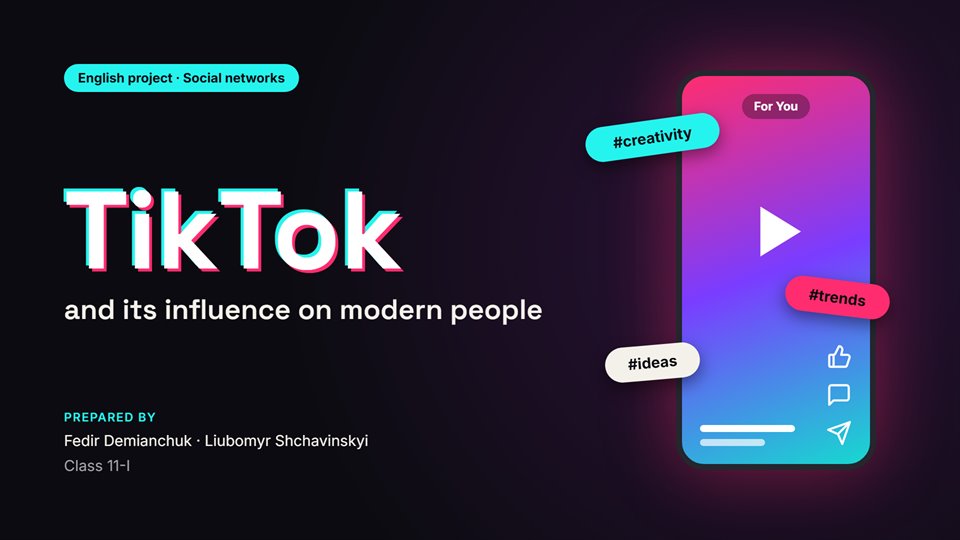 English project · Social networks
TikTok
and its influence on modern people
PREPARED BY
Fedir Demianchuk · Liubomyr Shchavinskyi
Class 11-I
For You
#creativity
#trends
#ideas